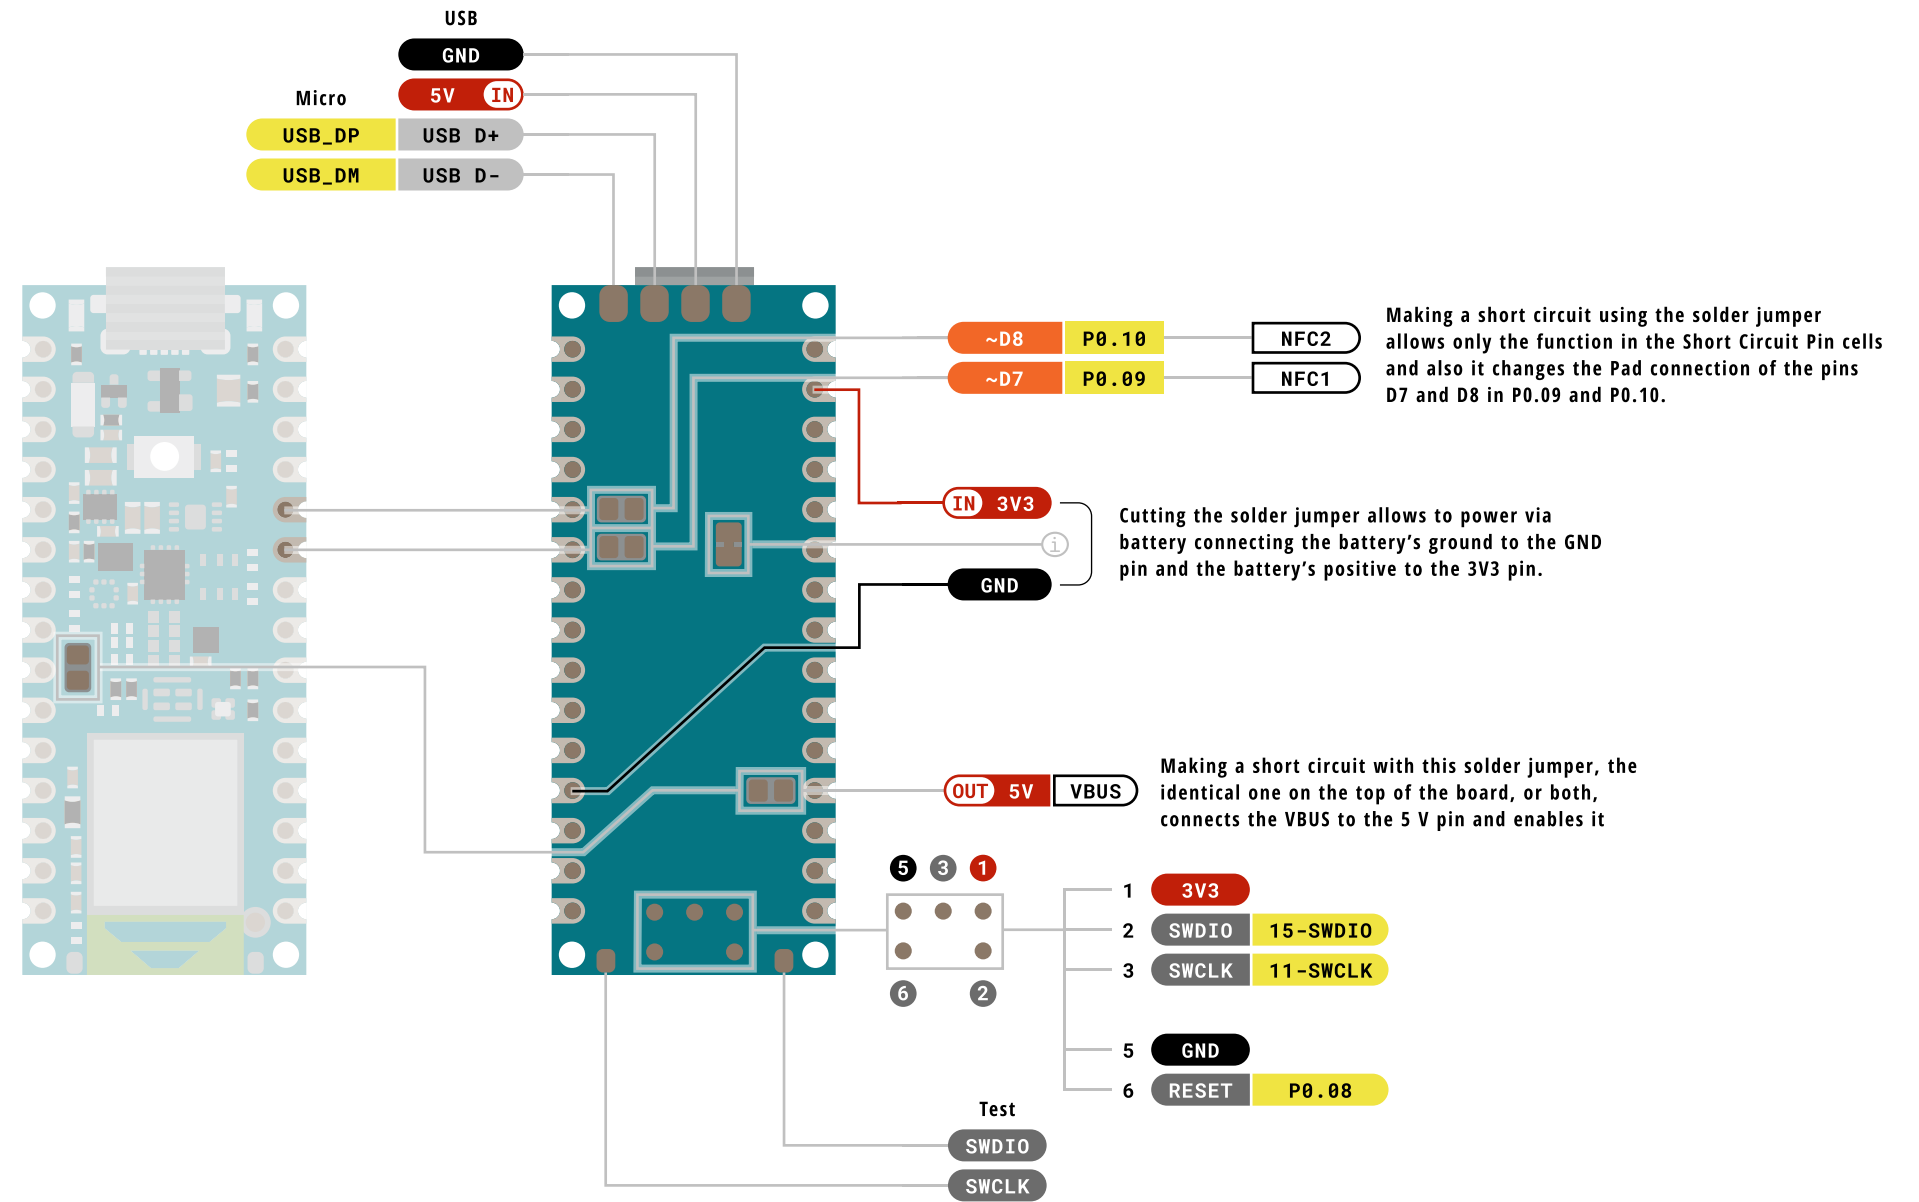 USB
GND
5V IN
Micro
USB_DP USB D+
USB_DM USB D-
~D8 P0.10 NFC2
~D7 P0.09 NFC1
Making a short circuit using the solder jumper
allows only the function in the Short Circuit Pin cells
and also it changes the Pad connection of the pins
D7 and D8 in P0.09 and P0.10.
IN 3V3
i
GND
Cutting the solder jumper allows to power via
battery connecting the battery’s ground to the GND
pin and the battery’s positive to the 3V3 pin.
OUT 5V VBUS
Making a short circuit with this solder jumper, the
identical one on the top of the board, or both,
connects the VBUS to the 5 V pin and enables it
5 3 1
6 2
1 3V3
2 SWDIO 15-SWDIO
3 SWCLK 11-SWCLK
5 GND
6 RESET P0.08
Test
SWDIO
SWCLK